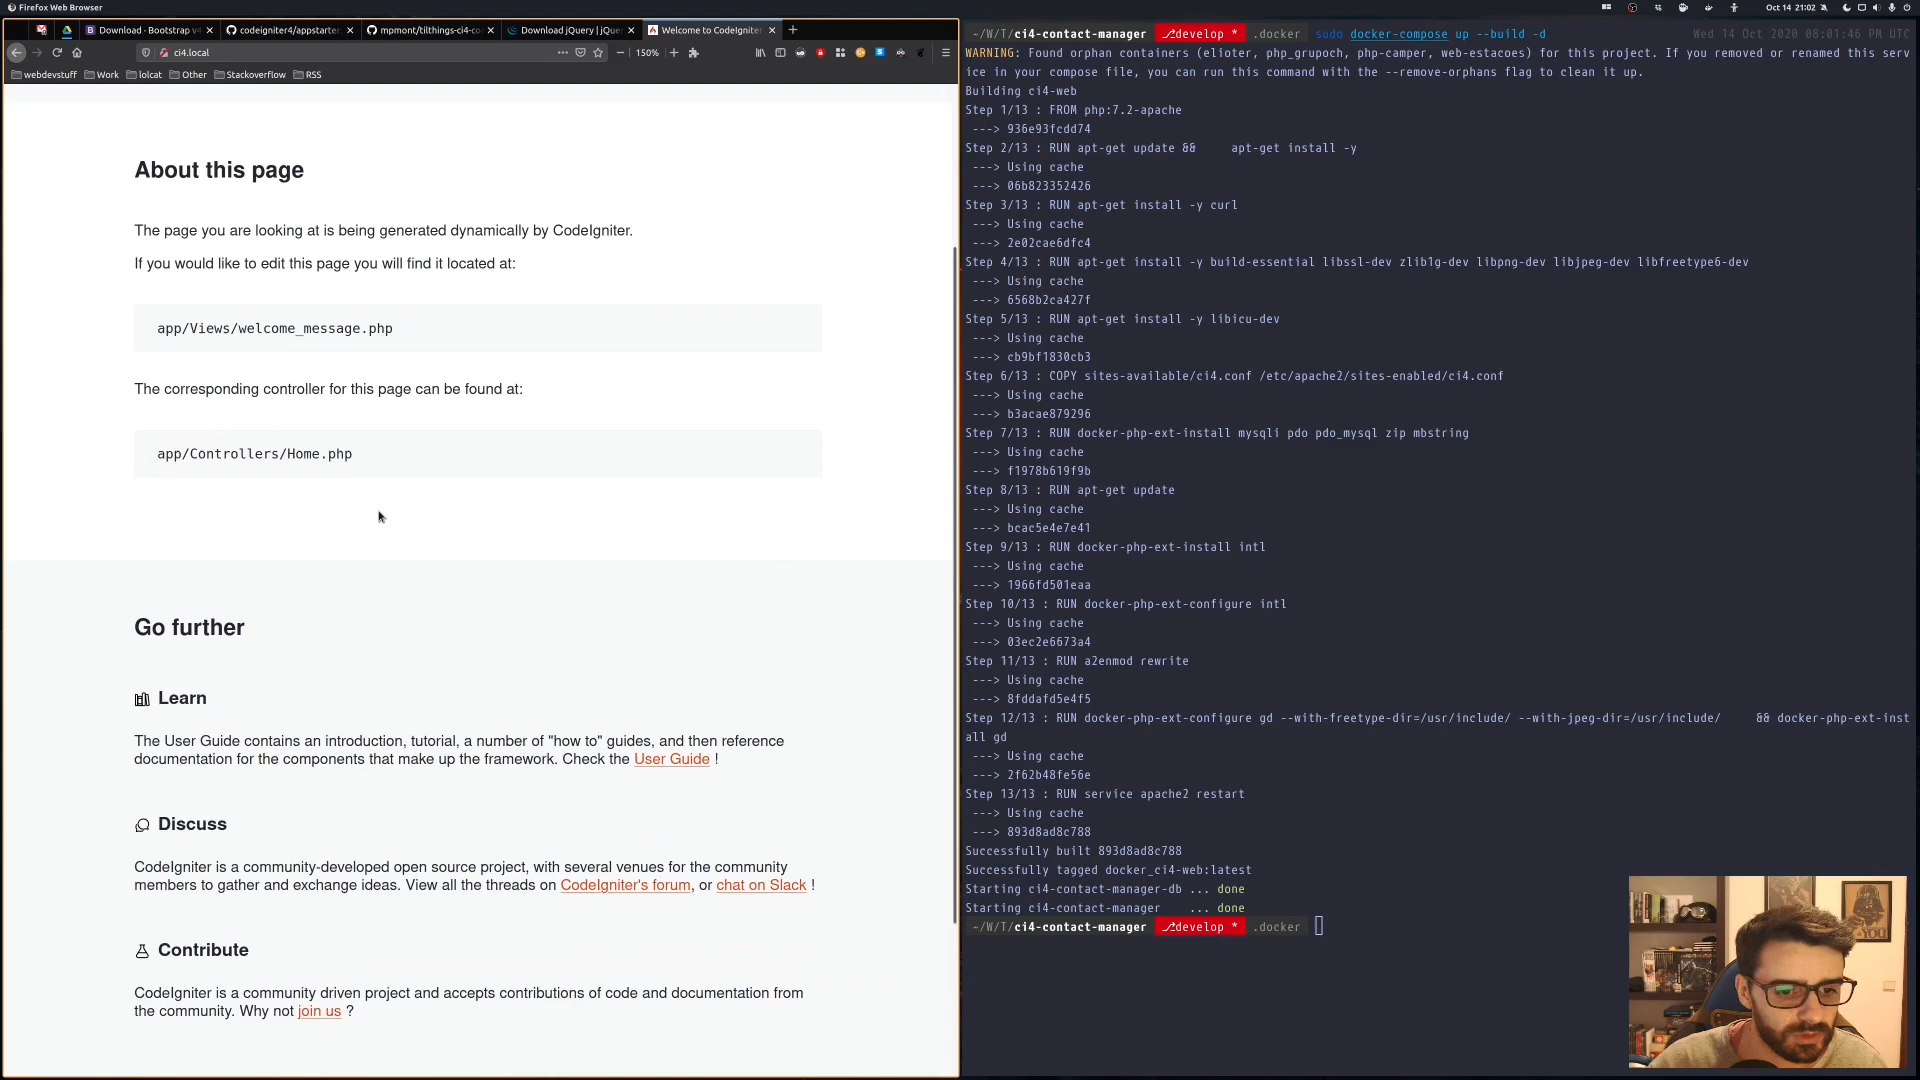 Firefox Web Browser
Oct 14 21:02
Download · Bootstrap v4
codeigniter4/appstarter
mpmont/tilthings-ci4-co
Download jQuery | jQue
Welcome to CodeIgniter
ci4.local
150%
webdevstuff
Work
lolcat
Other
Stackoverflow
RSS
About this page
The page you are looking at is being generated dynamically by CodeIgniter.
If you would like to edit this page you will find it located at:
app/Views/welcome_message.php
The corresponding controller for this page can be found at:
app/Controllers/Home.php
Go further
Learn
The User Guide contains an introduction, tutorial, a number of "how to" guides, and then reference
documentation for the components that make up the framework. Check the User Guide !
Discuss
CodeIgniter is a community-developed open source project, with several venues for the community
members to gather and exchange ideas. View all the threads on CodeIgniter's forum, or chat on Slack !
Contribute
CodeIgniter is a community driven project and accepts contributions of code and documentation from
the community. Why not join us ?
~/W/T/ci4-contact-manager develop * .docker sudo docker-compose up --build -d Wed 14 Oct 2020 08:01:46 PM UTC
WARNING: Found orphan containers (elioter, php_grupoch, php-camper, web-estacoes) for this project. If you removed or renamed this serv
ice in your compose file, you can run this command with the --remove-orphans flag to clean it up.
Building ci4-web
Step 1/13 : FROM php:7.2-apache
---> 936e93fcdd74
Step 2/13 : RUN apt-get update && apt-get install -y
---> Using cache
---> 06b823352426
Step 3/13 : RUN apt-get install -y curl
---> Using cache
---> 2e02cae6dfc4
Step 4/13 : RUN apt-get install -y build-essential libssl-dev zlib1g-dev libpng-dev libjpeg-dev libfreetype6-dev
---> Using cache
---> 6568b2ca427f
Step 5/13 : RUN apt-get install -y libicu-dev
---> Using cache
---> cb9bf1830cb3
Step 6/13 : COPY sites-available/ci4.conf /etc/apache2/sites-enabled/ci4.conf
---> Using cache
---> b3acae879296
Step 7/13 : RUN docker-php-ext-install mysqli pdo pdo_mysql zip mbstring
---> Using cache
---> f1978b619f9b
Step 8/13 : RUN apt-get update
---> Using cache
---> bcac5e4e7e41
Step 9/13 : RUN docker-php-ext-install intl
---> Using cache
---> 1966fd501eaa
Step 10/13 : RUN docker-php-ext-configure intl
---> Using cache
---> 03ec2e6673a4
Step 11/13 : RUN a2enmod rewrite
---> Using cache
---> 8fddafd5e4f5
Step 12/13 : RUN docker-php-ext-configure gd --with-freetype-dir=/usr/include/ --with-jpeg-dir=/usr/include/ && docker-php-ext-inst
all gd
---> Using cache
---> 2f62b48fe56e
Step 13/13 : RUN service apache2 restart
---> Using cache
---> 893d8ad8c788
Successfully built 893d8ad8c788
Successfully tagged docker_ci4-web:latest
Starting ci4-contact-manager-db ... done
Starting ci4-contact-manager ... done
~/W/T/ci4-contact-manager develop * .docker
YOU